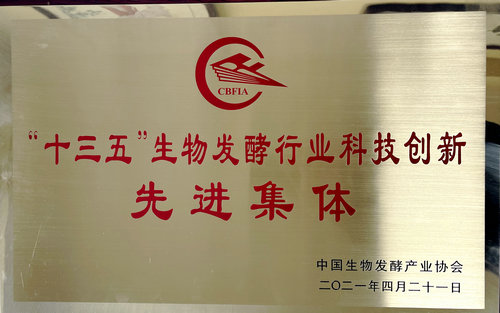 CBFIA
“十三五”生物发酵行业科技创新
先进集体
中国生物发酵产业协会
二〇二一年四月二十一日